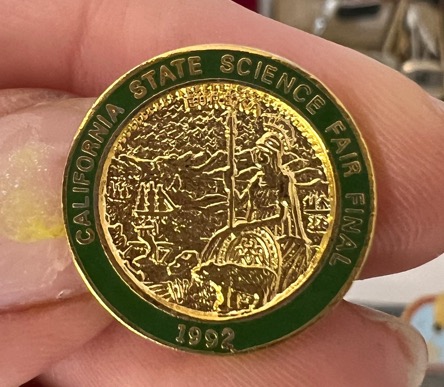 CALIFORNIA STATE SCIENCE FAIR FINAL
1992